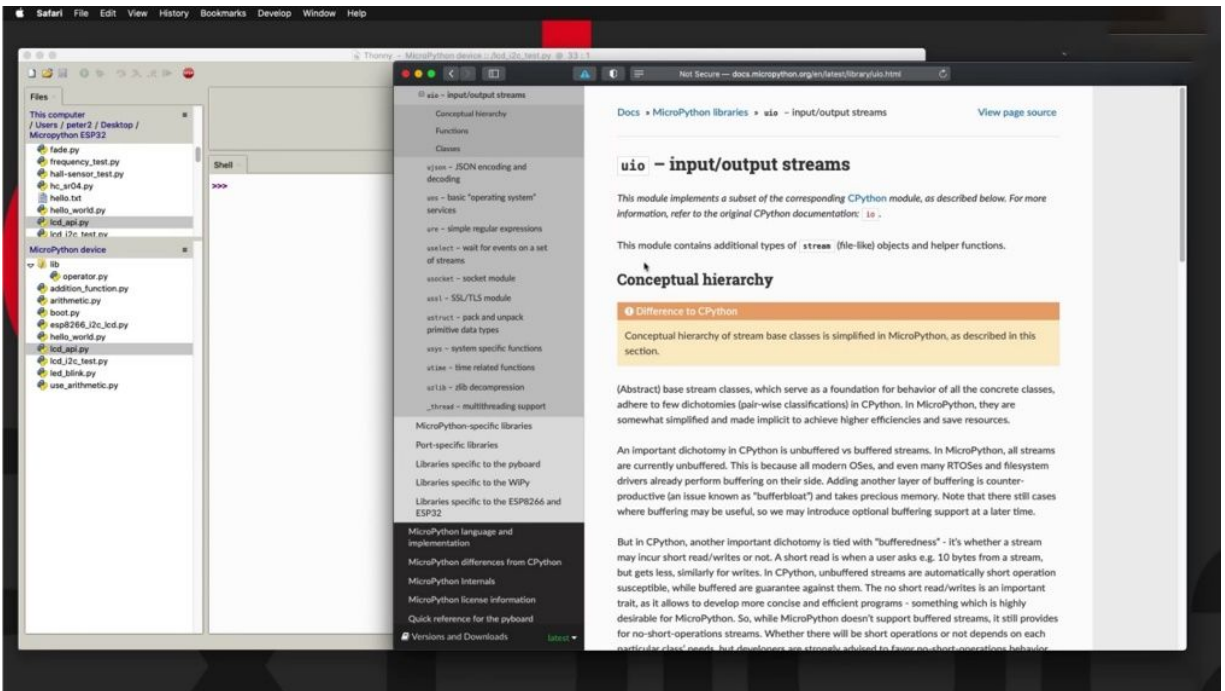 Safari File Edit View History Bookmarks Develop Window Help
Thonny - MicroPython device :: /lcd_i2c_test.py @ 33 : 1
Files
This computer
/ Users / peter2 / Desktop /
Micropython ESP32
fade.py
frequency_test.py
hall-sensor_test.py
hc_sr04.py
hello.txt
hello_world.py
lcd_api.py
lcd_i2c_test.py
MicroPython device
lib
operator.py
addition_function.py
arithmetic.py
boot.py
esp8266_i2c_lcd.py
hello_world.py
lcd_api.py
lcd_i2c_test.py
led_blink.py
use_arithmetic.py
Shell
>>>
Not Secure — docs.micropython.org/en/latest/library/uio.html
uio – input/output streams
Conceptual hierarchy
Functions
Classes
ujson – JSON encoding and
decoding
uos – basic "operating system"
services
ure – simple regular expressions
uselect – wait for events on a set
of streams
usocket – socket module
ussl – SSL/TLS module
ustruct – pack and unpack
primitive data types
usys – system specific functions
utime – time related functions
uzlib – zlib decompression
_thread – multithreading support
MicroPython-specific libraries
Port-specific libraries
Libraries specific to the pyboard
Libraries specific to the WiPy
Libraries specific to the ESP8266 and
ESP32
MicroPython language and
implementation
MicroPython differences from CPython
MicroPython Internals
MicroPython license information
Quick reference for the pyboard
Versions and Downloads latest
Docs » MicroPython libraries » uio – input/output streams View page source
uio – input/output streams
This module implements a subset of the corresponding CPython module, as described below. For more
information, refer to the original CPython documentation: io .
This module contains additional types of stream (file-like) objects and helper functions.
Conceptual hierarchy
Difference to CPython
Conceptual hierarchy of stream base classes is simplified in MicroPython, as described in this
section.
(Abstract) base stream classes, which serve as a foundation for behavior of all the concrete classes,
adhere to few dichotomies (pair-wise classifications) in CPython. In MicroPython, they are
somewhat simplified and made implicit to achieve higher efficiencies and save resources.
An important dichotomy in CPython is unbuffered vs buffered streams. In MicroPython, all streams
are currently unbuffered. This is because all modern OSes, and even many RTOSes and filesystem
drivers already perform buffering on their side. Adding another layer of buffering is counter-
productive (an issue known as "bufferbloat") and takes precious memory. Note that there still cases
where buffering may be useful, so we may introduce optional buffering support at a later time.
But in CPython, another important dichotomy is tied with "bufferedness" - it's whether a stream
may incur short read/writes or not. A short read is when a user asks e.g. 10 bytes from a stream,
but gets less, similarly for writes. In CPython, unbuffered streams are automatically short operation
susceptible, while buffered are guarantee against them. The no short read/writes is an important
trait, as it allows to develop more concise and efficient programs - something which is highly
desirable for MicroPython. So, while MicroPython doesn't support buffered streams, it still provides
for no-short-operations streams. Whether there will be short operations or not depends on each
particular class' needs, but developers are strongly advised to favor no-short-operations behavior